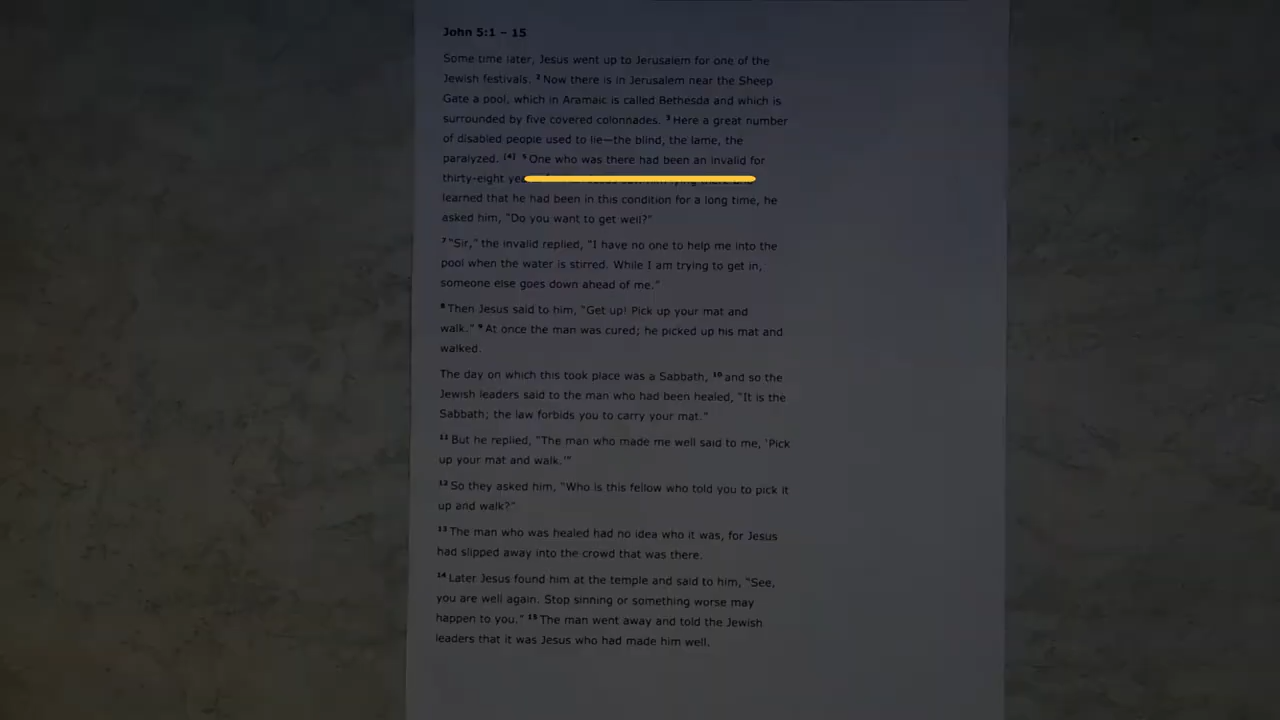 John 5:1 – 15
Some time later, Jesus went up to Jerusalem for one of the
Jewish festivals. 2 Now there is in Jerusalem near the Sheep
Gate a pool, which in Aramaic is called Bethesda and which is
surrounded by five covered colonnades. 3 Here a great number
of disabled people used to lie—the blind, the lame, the
paralyzed. [4] 5 One who was there had been an invalid for
thirty-eight
learned that he had been in this condition for a long time, he
asked him, "Do you want to get well?"
7 "Sir," the invalid replied, "I have no one to help me into the
pool when the water is stirred. While I am trying to get in,
someone else goes down ahead of me."
8 Then Jesus said to him, "Get up! Pick up your mat and
walk." 9 At once the man was cured; he picked up his mat and
walked.
The day on which this took place was a Sabbath, 10 and so the
Jewish leaders said to the man who had been healed, "It is the
Sabbath; the law forbids you to carry your mat."
11 But he replied, "The man who made me well said to me, 'Pick
up your mat and walk.'"
12 So they asked him, "Who is this fellow who told you to pick it
up and walk?"
13 The man who was healed had no idea who it was, for Jesus
had slipped away into the crowd that was there.
14 Later Jesus found him at the temple and said to him, "See,
you are well again. Stop sinning or something worse may
happen to you." 15 The man went away and told the Jewish
leaders that it was Jesus who had made him well.